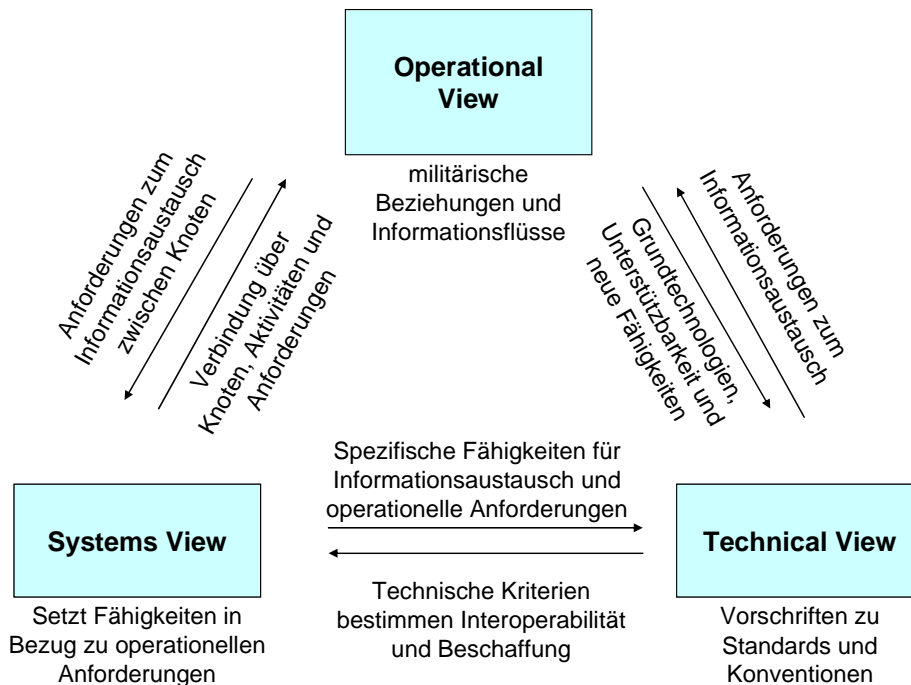 Operational
View
militärische
Beziehungen und
Informationsflüsse
Anforderungen zum
Informationsaustausch
zwischen Knoten
Verbindung über
Knoten, Aktivitäten und
Anforderungen
Grundtechnologien,
Unterstützbarkeit und
neue Fähigkeiten
Anforderungen zum
Informationsaustausch
Spezifische Fähigkeiten für
Informationsaustausch und
operationelle Anforderungen
Systems View
Technical View
Technische Kriterien
bestimmen Interoperabilität
und Beschaffung
Setzt Fähigkeiten in
Bezug zu operationellen
Anforderungen
Vorschriften zu
Standards und
Konventionen